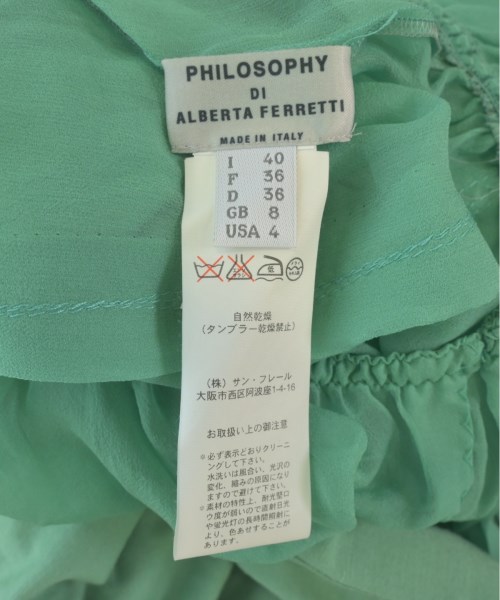 PHILOSOPHY
DI
ALBERTA FERRETTI
MADE IN ITALY
I 40
F 36
D 36
GB 8
USA 4
低
自然乾燥
(タンブラー乾燥禁止)
(株) サン・フレール
大阪市西区阿波座1-4-16
お取扱い上の御注意
※必ず表示どおりクリーニ
ングして下さい。
水洗いは風合い、光沢の
変化、縮みの原因になり
ますので避けて下さい。
※素材の特性上、耐光堅ロ
ウ度が弱いので直射日光
や蛍光灯の長時間照射に
より、色あせすることが
あります。